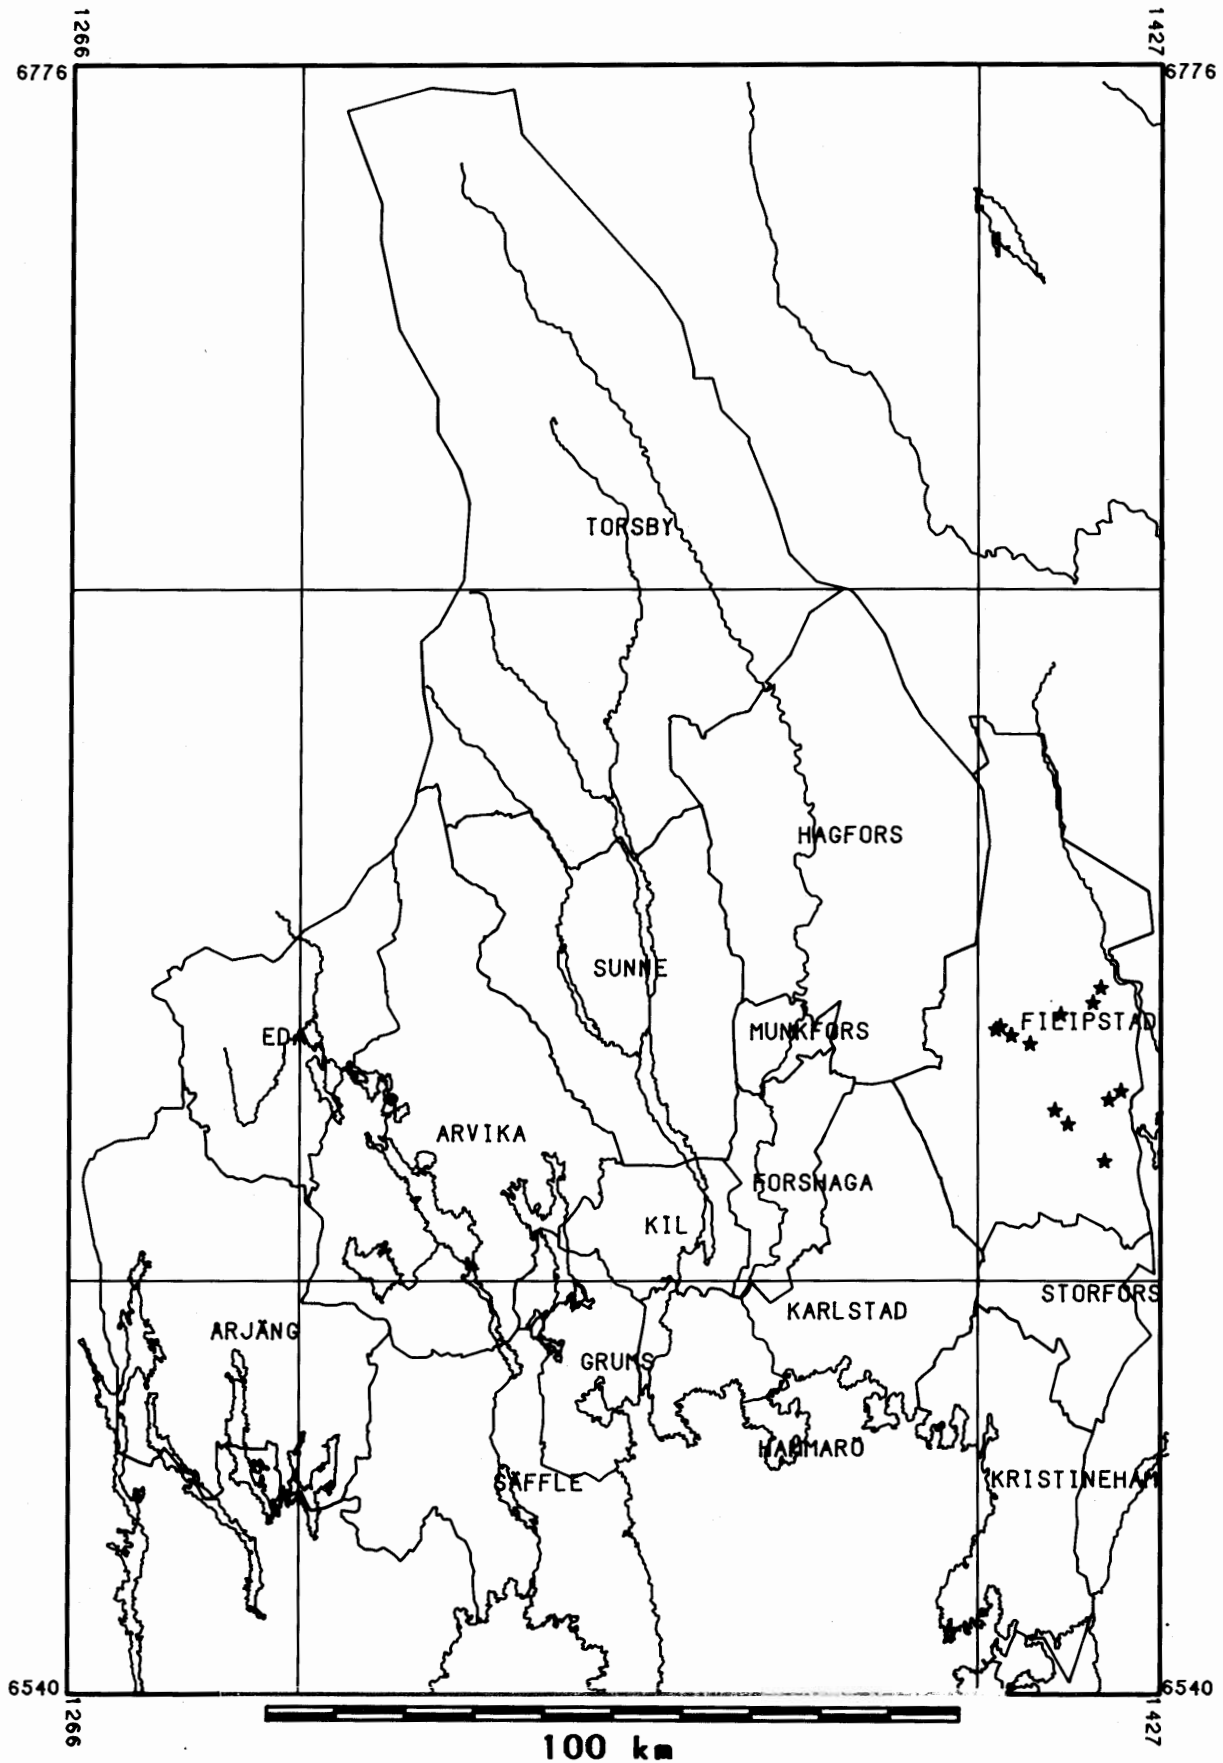 1266
1427
6776
6776
TORSBY
HAGFORS
SUNNE
FILIPSTAD
MUNKFORS
EDA
ARVIKA
FORSHAGA
KIL
STORFORS
KARLSTAD
ARJÄNG
GRUMS
HAMMARÖ
SÄFFLE
KRISTINEHAM
6540
6540
1266
1427
100 km